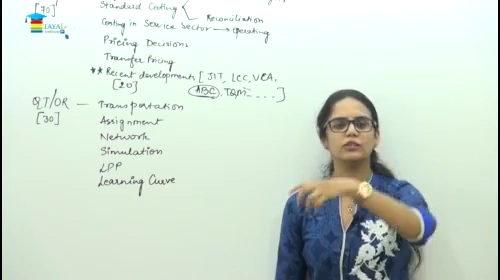 [70]
Standard Costing
Reconciliation
Costing in Service Sector → Operating
Pricing Decisions
Transfer Pricing
** Recent developments [JIT, LCC, VCA,
[20]
ABC, TQM - . . . . ]
QT/OR — Transportation
[30]
Assignment
Network
Simulation
LPP
Learning Curve